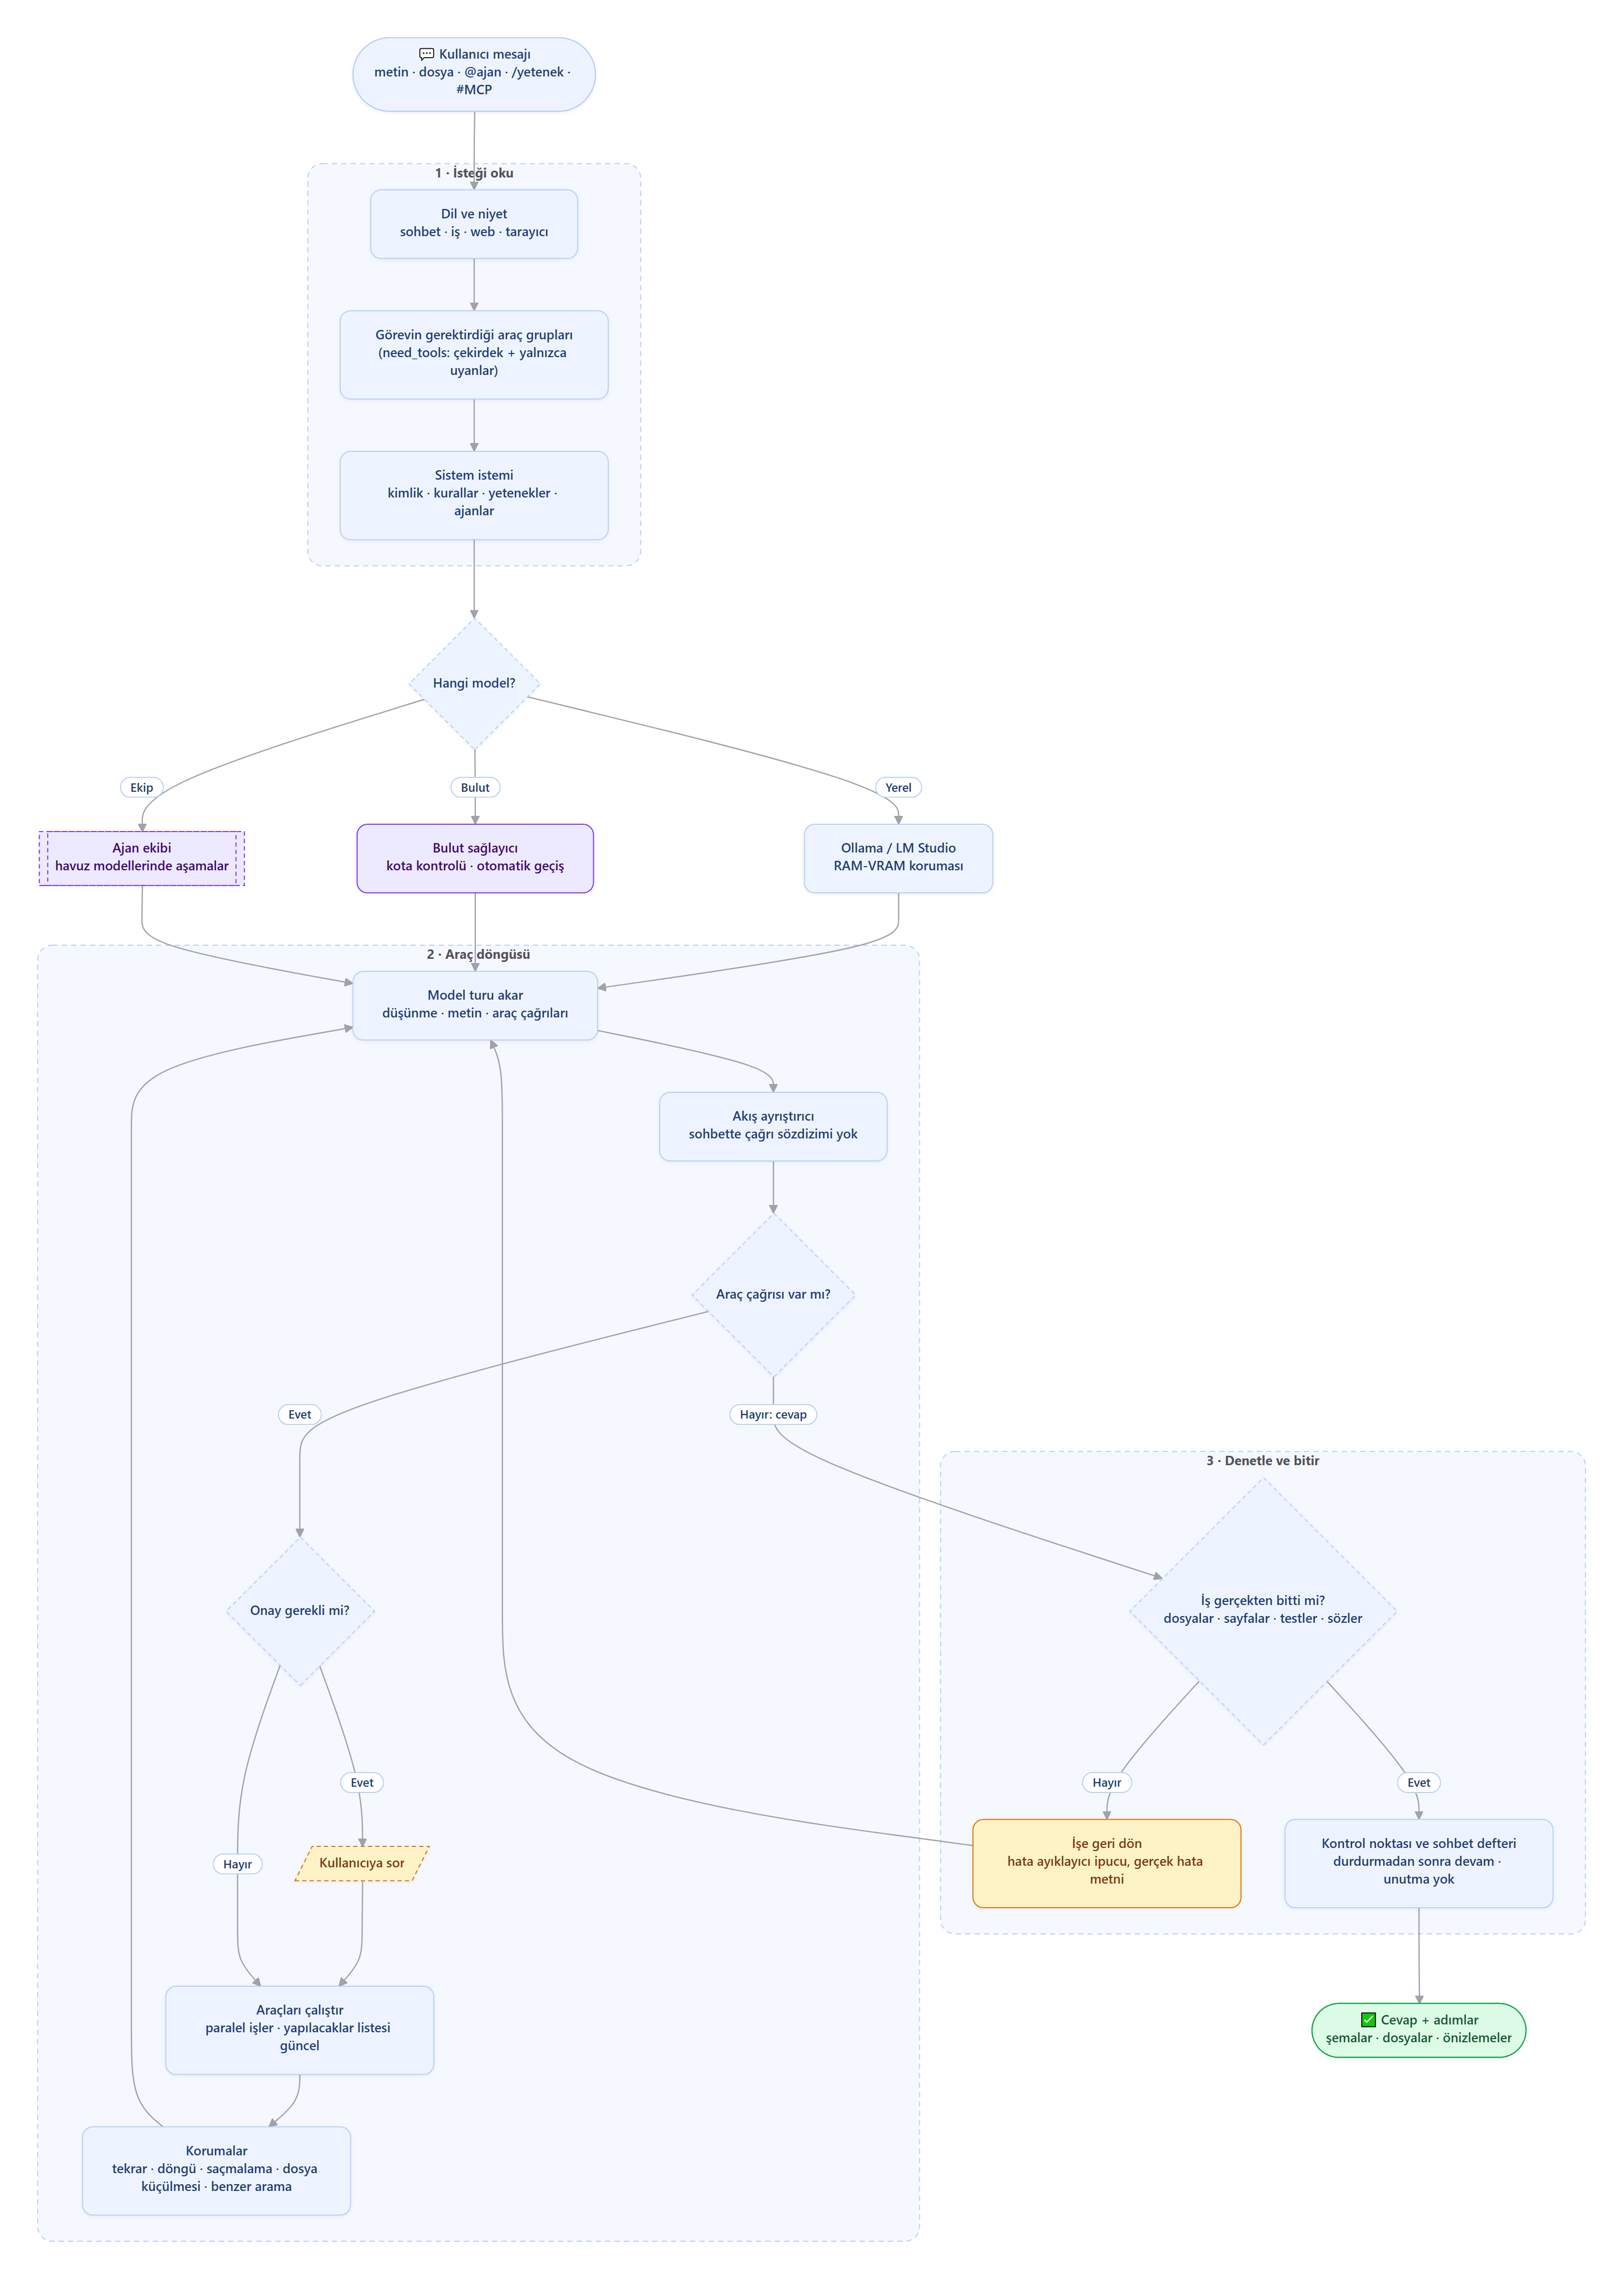 💬 Kullanıcı mesajı
metin · dosya · @ajan · /yetenek ·
#MCP
1 · İsteği oku
Dil ve niyet
sohbet · iş · web · tarayıcı
Görevin gerektirdiği araç grupları
(need_tools: çekirdek + yalnızca
uyanlar)
Sistem istemi
kimlik · kurallar · yetenekler ·
ajanlar
Hangi model?
Ekip
Bulut
Yerel
Ajan ekibi
havuz modellerinde aşamalar
Bulut sağlayıcı
kota kontrolü · otomatik geçiş
Ollama / LM Studio
RAM-VRAM koruması
2 · Araç döngüsü
Model turu akar
düşünme · metin · araç çağrıları
Akış ayrıştırıcı
sohbette çağrı sözdizimi yok
Araç çağrısı var mı?
Evet
Hayır: cevap
3 · Denetle ve bitir
İş gerçekten bitti mi?
dosyalar · sayfalar · testler · sözler
Onay gerekli mi?
Evet
Hayır
Evet
Hayır
Kullanıcıya sor
İşe geri dön
hata ayıklayıcı ipucu, gerçek hata
metni
Kontrol noktası ve sohbet defteri
durdurmadan sonra devam ·
unutma yok
Araçları çalıştır
paralel işler · yapılacaklar listesi
güncel
✅ Cevap + adımlar
şemalar · dosyalar · önizlemeler
Korumalar
tekrar · döngü · saçmalama · dosya
küçülmesi · benzer arama